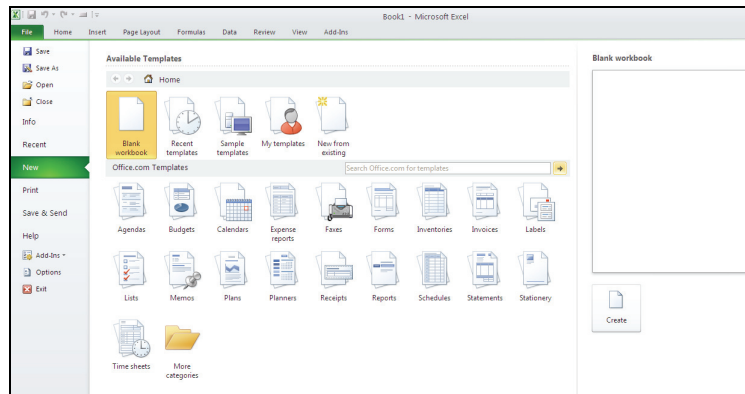 Book1 - Microsoft Excel
File Home Insert Page Layout Formulas Data Review View Add-Ins
Save
Save As
Open
Close
Info
Recent
New
Print
Save & Send
Help
Add-Ins
Options
Exit
Available Templates
Home
Blank workbook
Recent templates
Sample templates
My templates
New from existing
Office.com Templates
Search Office.com for templates
Agendas Budgets Calendars Expense reports Faxes Forms Inventories Invoices Labels
Lists Memos Plans Planners Receipts Reports Schedules Statements Stationery
Time sheets More categories
Blank workbook
Create